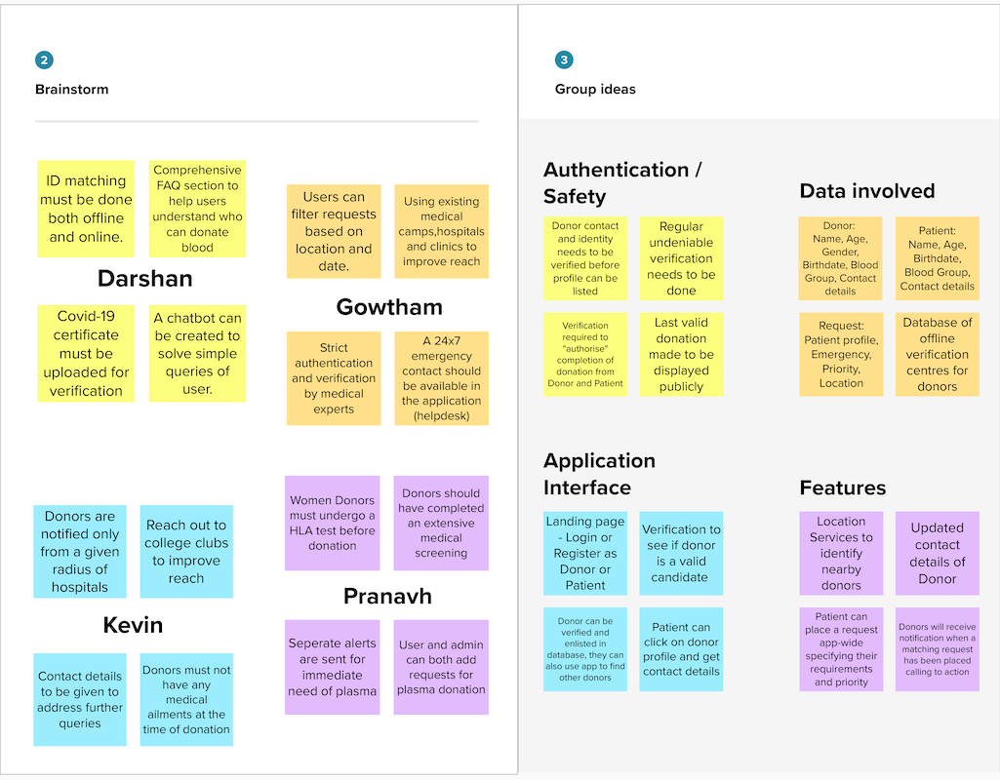 2
Brainstorm
ID matching
must be done
both offline
and online.
Comprehensive
FAQ section to
help users
understand who
can donate
blood
Darshan
Covid-19
certificate
must be
uploaded for
verification
A chatbot can
be created to
solve simple
queries of
user.
Users can
filter requests
based on
location and
date.
Using existing
medical
camps,hospitals
and clinics to
improve reach
Gowtham
Strict
authentication
and verification
by medical
experts
A 24x7
emergency
contact should
be available in
the application
(helpdesk)
Donors are
notified only
from a given
radius of
hospitals
Reach out to
college clubs
to improve
reach
Kevin
Contact details
to be given to
address further
queries
Donors must not
have any
medical
ailments at the
time of donation
Women Donors
must undergo a
HLA test before
donation
Donors should
have completed
an extensive
medical
screening
Pranavh
Seperate alerts
are sent for
immediate
need of plasma
User and admin
can both add
requests for
plasma donation
3
Group ideas
Authentication /
Safety
Donor contact
and identity
needs to be
verified before
profile can be
listed
Regular
undeniable
verification
needs to be
done
Verification
required to
"authorise"
completion of
donation from
Donor and Patient
Last valid
donation
made to be
displayed
publicly
Data involved
Donor:
Name, Age,
Gender,
Birthdate, Blood
Group, Contact
details
Patient:
Name, Age,
Birthdate,
Blood Group,
Contact details
Request:
Patient profile,
Emergency,
Priority,
Location
Database of
offline
verification
centres for
donors
Application
Interface
Landing page
- Login or
Register as
Donor or
Patient
Verification to
see if donor
is a valid
candidate
Donor can be
verified and
enlisted in
database, they can
also use app to find
other donors
Patient can
click on donor
profile and get
contact details
Features
Location
Services to
identify
nearby
donors
Updated
contact
details of
Donor
Patient can
place a request
app-wide
specifying their
requirements
and priority
Donors will receive
notification when a
matching request
has been placed
calling to action